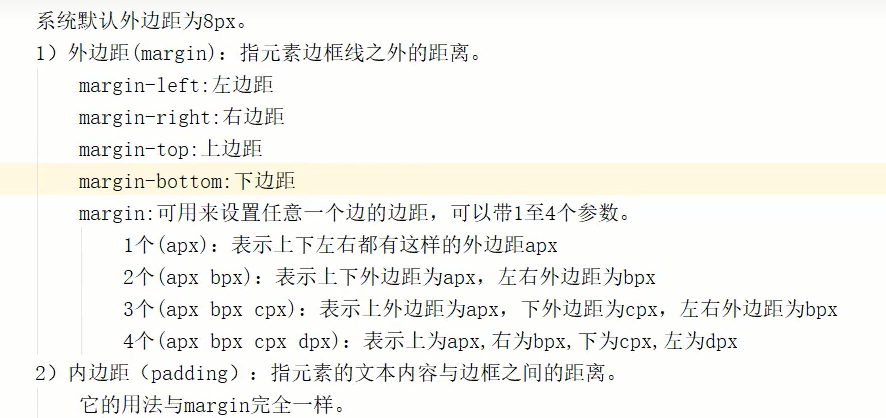 系统默认外边距为8px。
1）外边距(margin)：指元素边框线之外的距离。
margin-left:左边距
margin-right:右边距
margin-top:上边距
margin-bottom:下边距
margin:可用来设置任意一个边的边距，可以带1至4个参数。
1个(apx)：表示上下左右都有这样的外边距apx
2个(apx bpx)：表示上下外边距为apx，左右外边距为bpx
3个(apx bpx cpx)：表示上外边距为apx，下外边距为cpx，左右外边距为bpx
4个(apx bpx cpx dpx)：表示上为apx,右为bpx,下为cpx,左为dpx
2）内边距（padding）：指元素的文本内容与边框之间的距离。
它的用法与margin完全一样。